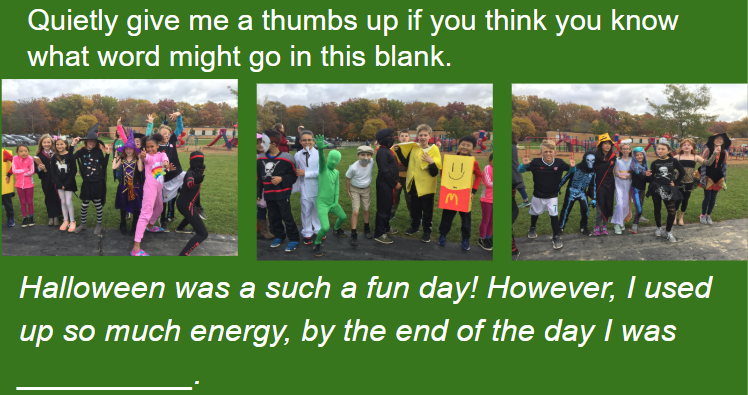 Quietly give me a thumbs up if you think you know
what word might go in this blank.
Halloween was a such a fun day! However, I used
up so much energy, by the end of the day I was
___________.